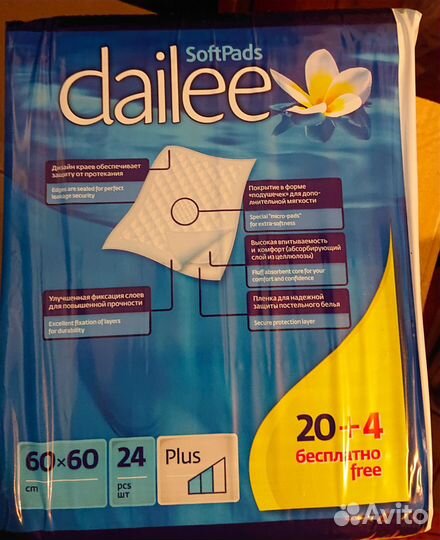 SoftPads
dailee
Дизайн краев обеспечивает
защиту от протекания
Edges are sealed for perfect
leakage security
Покрытие в форме
«подушечек» для допо-
лнительной мягкости
Special "micro-pads"
for extra-softness
Высокая впитываемость
и комфорт (абсорбирующий
слой из целлюлозы)
Fluff absorbent core for your
comfort and confidence
Улучшенная фиксация слоев
для повышенной прочности
Excellent fixation of layers
for durability
Пленка для надежной
защиты постельного белья
Secure protection layer
20+4
бесплатно
free
60×60
cm
24
pcs
шт
Plus
Avito